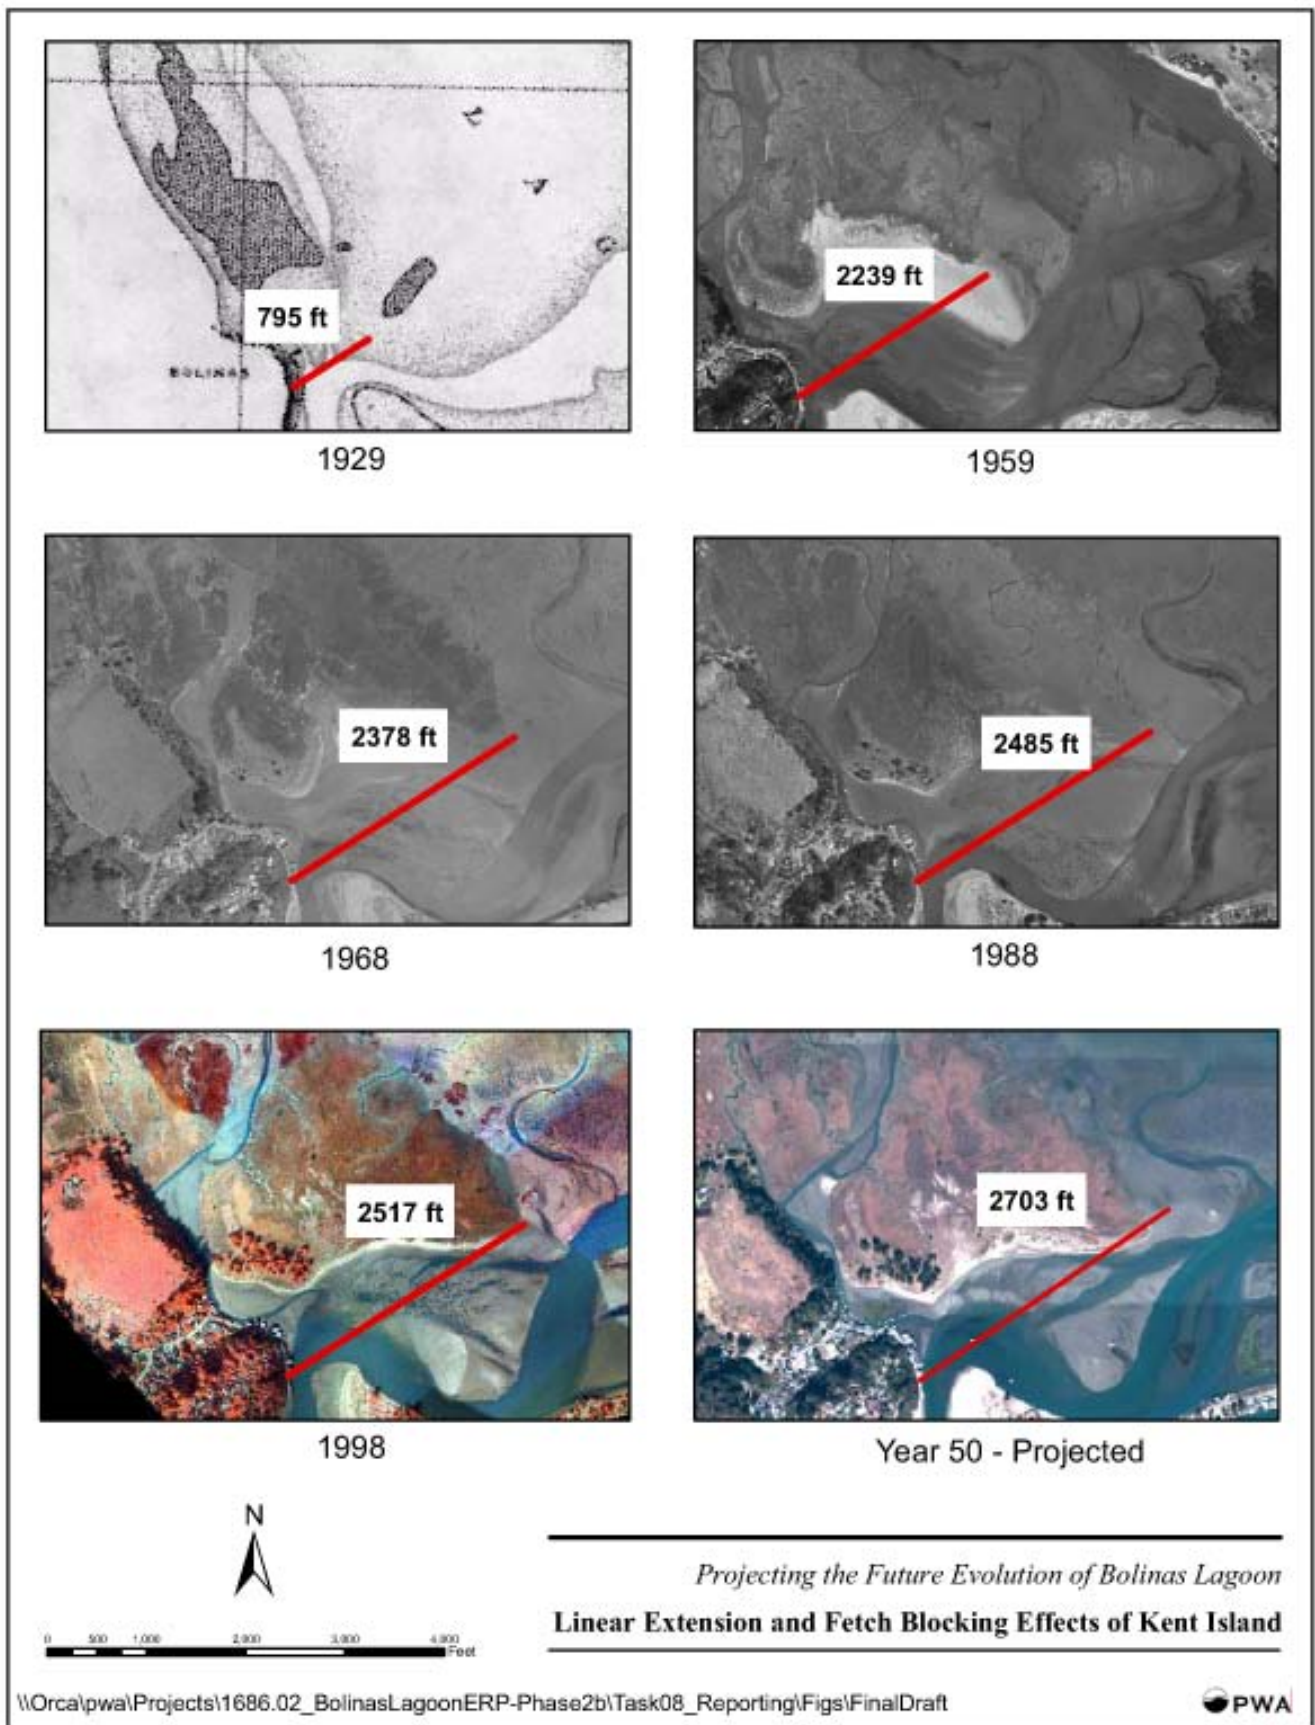 795 ft
BOLINAS
1929
2239 ft
1959
2378 ft
1968
2485 ft
1988
2517 ft
1998
2703 ft
Year 50 - Projected
N
0 500 1,000 2,000 3,000 4,000
Feet
Projecting the Future Evolution of Bolinas Lagoon
Linear Extension and Fetch Blocking Effects of Kent Island
\\Orca\pwa\Projects\1686.02_BolinasLagoonERP-Phase2b\Task08_Reporting\Figs\FinalDraft
PWA